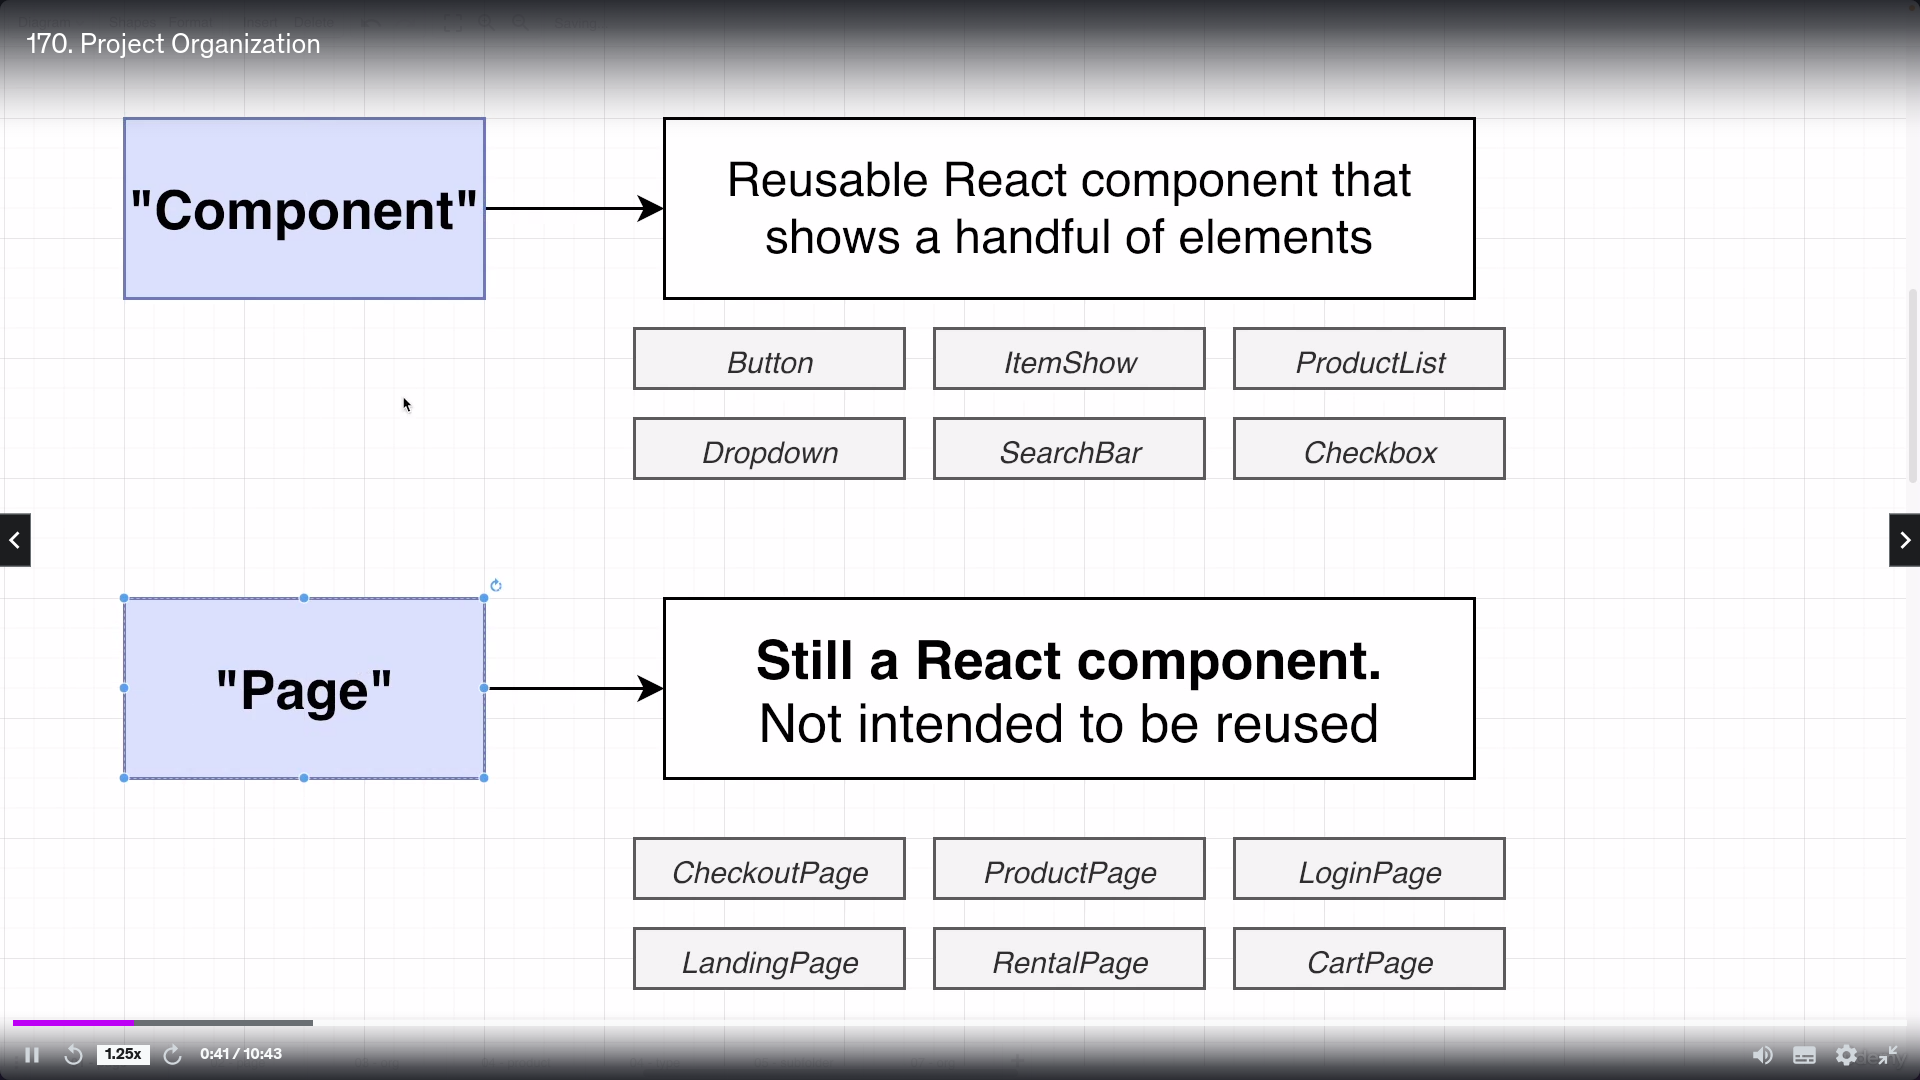 170. Project Organization
"Component"
Reusable React component that
shows a handful of elements
Button
ItemShow
ProductList
Dropdown
SearchBar
Checkbox
"Page"
Still a React component.
Not intended to be reused
CheckoutPage
ProductPage
LoginPage
LandingPage
RentalPage
CartPage
1.25x
0:41 / 10:43